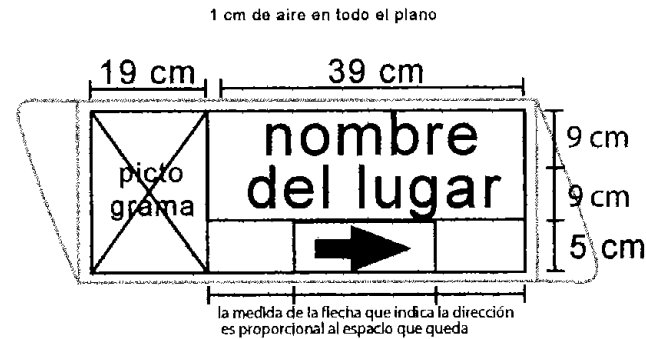 1 cm de aire en todo el plano
19 cm
39 cm
nombre
del lugar
picto
grama
9 cm
9 cm
5 cm
la medida de la flecha que indica la dirección
es proporcional al espacio que queda